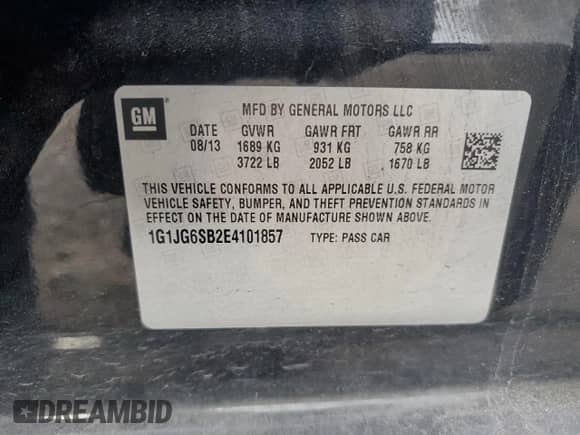 GM
MFD BY GENERAL MOTORS LLC
DATE GVWR GAWR FRT GAWR RR
08/13 1689 KG 931 KG 758 KG
3722 LB 2052 LB 1670 LB
THIS VEHICLE CONFORMS TO ALL APPLICABLE U.S. FEDERAL MOTOR
VEHICLE SAFETY, BUMPER, AND THEFT PREVENTION STANDARDS IN
EFFECT ON THE DATE OF MANUFACTURE SHOWN ABOVE.
1G1JG6SB2E4101857 TYPE: PASS CAR
DREAMBID